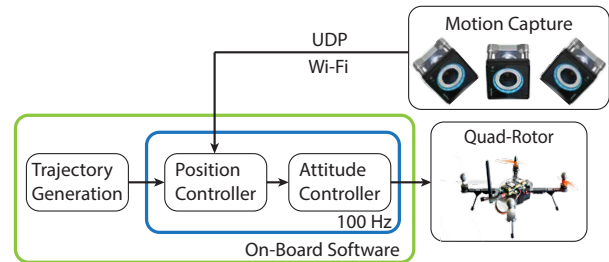 Motion Capture
UDP
Wi-Fi
Quad-Rotor
Trajectory
Generation
Position
Controller
Attitude
Controller
100 Hz
On-Board Software